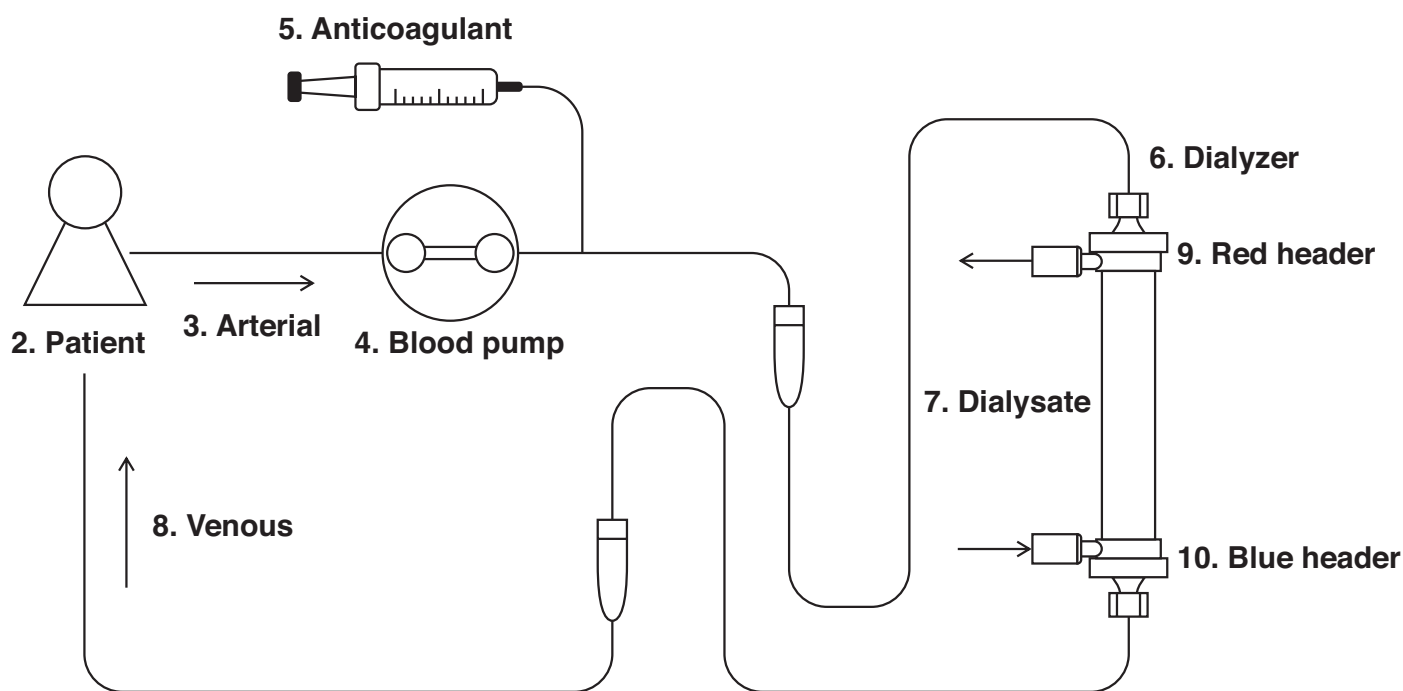 5. Anticoagulant
6. Dialyzer
9. Red header
2. Patient
3. Arterial
4. Blood pump
7. Dialysate
8. Venous
10. Blue header